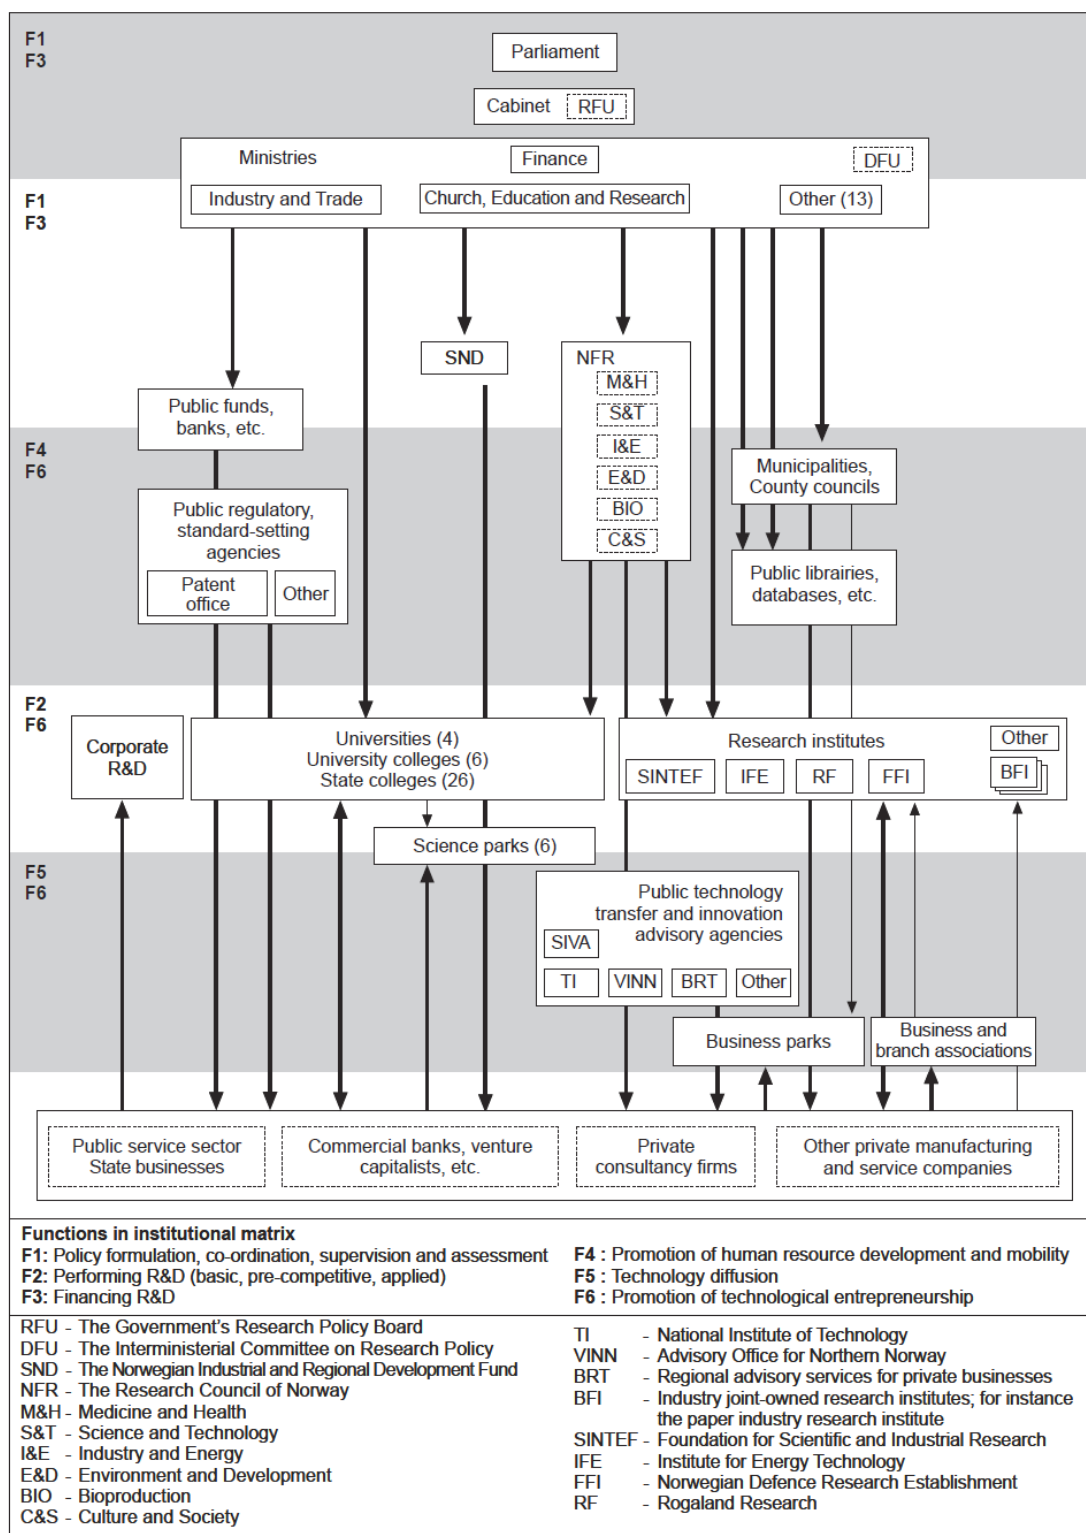 F1
F3
Parliament
Cabinet
RFU
Ministries
Finance
DFU
F1
F3
Industry and Trade
Church, Education and Research
Other (13)
SND
NFR
M&H
S&T
I&E
E&D
BIO
C&S
Public funds,
banks, etc.
F4
F6
Municipalities,
County councils
Public regulatory,
standard-setting
agencies
Patent
office
Other
Public librairies,
databases, etc.
F2
F6
Corporate
R&D
Universities (4)
University colleges (6)
State colleges (26)
Research institutes
Other
SINTEF
IFE
RF
FFI
BFI
Science parks (6)
F5
F6
Public technology
transfer and innovation
advisory agencies
SIVA
TI
VINN
BRT
Other
Business parks
Business and
branch associations
Public service sector
State businesses
Commercial banks, venture
capitalists, etc.
Private
consultancy firms
Other private manufacturing
and service companies
Functions in institutional matrix
F1: Policy formulation, co-ordination, supervision and assessment
F2: Performing R&D (basic, pre-competitive, applied)
F3: Financing R&D
F4 : Promotion of human resource development and mobility
F5 : Technology diffusion
F6 : Promotion of technological entrepreneurship
RFU - The Government's Research Policy Board
DFU - The Interministerial Committee on Research Policy
SND - The Norwegian Industrial and Regional Development Fund
NFR - The Research Council of Norway
M&H - Medicine and Health
S&T - Science and Technology
I&E - Industry and Energy
E&D - Environment and Development
BIO - Bioproduction
C&S - Culture and Society
TI - National Institute of Technology
VINN - Advisory Office for Northern Norway
BRT - Regional advisory services for private businesses
BFI - Industry joint-owned research institutes; for instance
the paper industry research institute
SINTEF - Foundation for Scientific and Industrial Research
IFE - Institute for Energy Technology
FFI - Norwegian Defence Research Establishment
RF - Rogaland Research